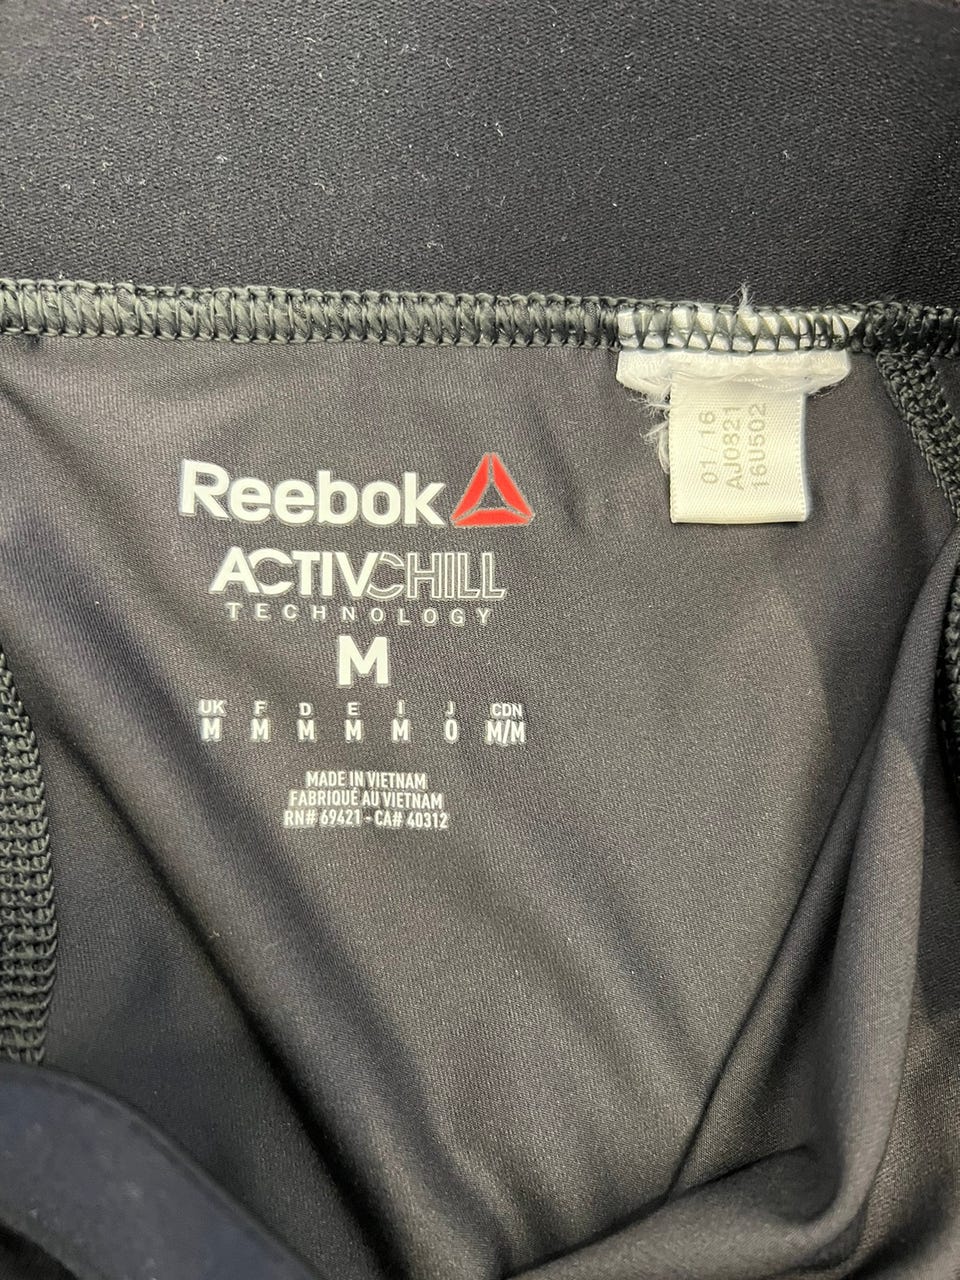 Reebok
ACTIVCHILL
TECHNOLOGY
M
UK F D E I J CDN
M M M M M O M/M
MADE IN VIETNAM
FABRIQUÉ AU VIETNAM
RN# 69421 - CA# 40312
01 16
AJ0821
16U502